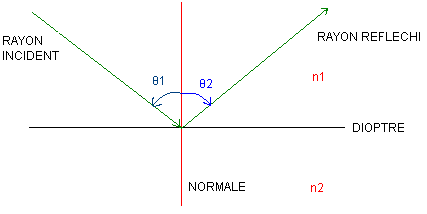 RAYON
INCIDENT
RAYON REFLECHI
θ1
θ2
n1
DIOPTRE
NORMALE
n2